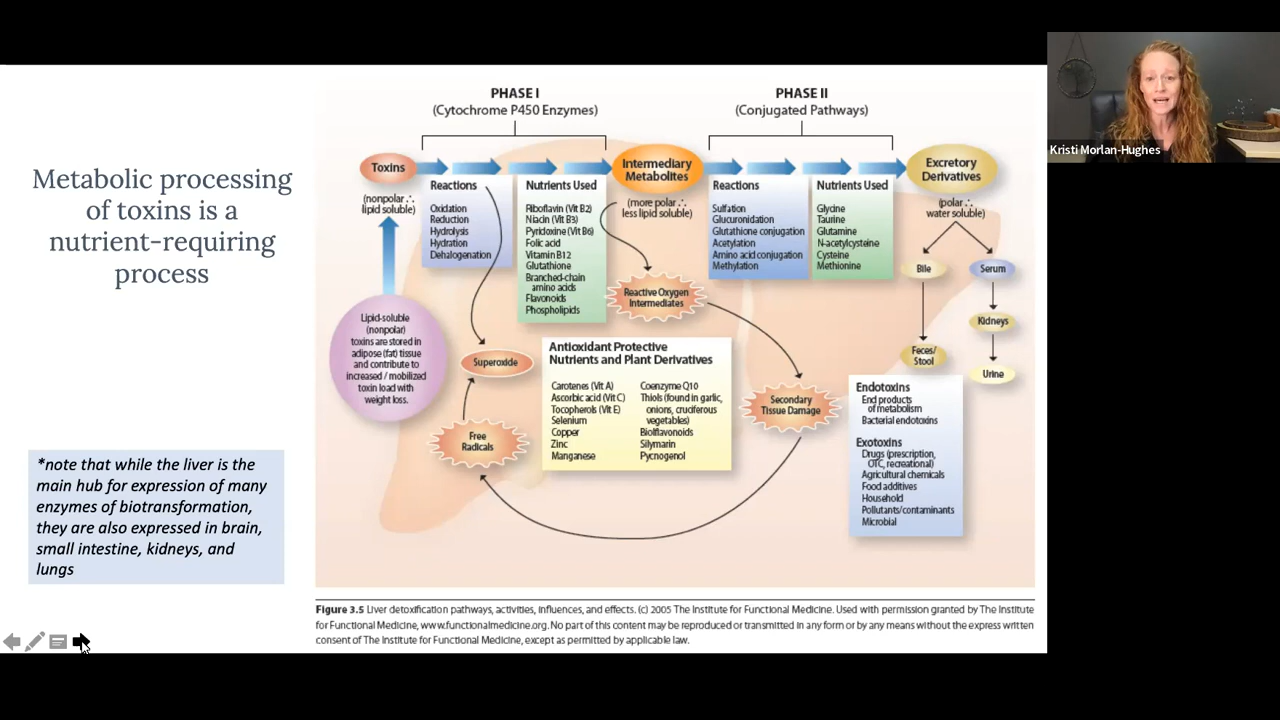 Metabolic processing
of toxins is a
nutrient-requiring
process
*note that while the liver is the
main hub for expression of many
enzymes of biotransformation,
they are also expressed in brain,
small intestine, kidneys, and
lungs
PHASE I
(Cytochrome P450 Enzymes)
PHASE II
(Conjugated Pathways)
Toxins
(nonpolar ∴
lipid soluble)
Reactions
Oxidation
Reduction
Hydrolysis
Hydration
Dehalogenation
Nutrients Used
Riboflavin (Vit B2)
Niacin (Vit B3)
Pyridoxine (Vit B6)
Folic acid
Vitamin B12
Glutathione
Branched-chain
amino acids
Flavonoids
Phospholipids
Intermediary
Metabolites
(more polar ∴
less lipid soluble)
Reactions
Sulfation
Glucuronidation
Glutathione conjugation
Acetylation
Amino acid conjugation
Methylation
Nutrients Used
Glycine
Taurine
Glutamine
N-acetylcysteine
Cysteine
Methionine
Excretory
Derivatives
(polar ∴
water soluble)
Bile
Serum
Kidneys
Feces/
Stool
Urine
Reactive Oxygen
Intermediates
Lipid-soluble
(nonpolar)
toxins are stored in
adipose (fat) tissue
and contribute to
increased / mobilized
toxin load with
weight loss.
Superoxide
Free
Radicals
Antioxidant Protective
Nutrients and Plant Derivatives
Carotenes (Vit A)
Ascorbic acid (Vit C)
Tocopherols (Vit E)
Selenium
Copper
Zinc
Manganese
Coenzyme Q10
Thiols (found in garlic,
onions, cruciferous
vegetables)
Bioflavonoids
Silymarin
Pycnogenol
Secondary
Tissue Damage
Endotoxins
End products
of metabolism
Bacterial endotoxins
Exotoxins
Drugs (prescription,
OTC, recreational)
Agricultural chemicals
Food additives
Household
Pollutants/contaminants
Microbial
Figure 3.5 Liver detoxification pathways, activities, influences, and effects. (c) 2005 The Institute for Functional Medicine. Used with permission granted by The Institute
for Functional Medicine, www.functionalmedicine.org. No part of this content may be reproduced or transmitted in any form or by any means without the express written
consent of The Institute for Functional Medicine, except as permitted by applicable law.
Kristi Morlan-Hughes